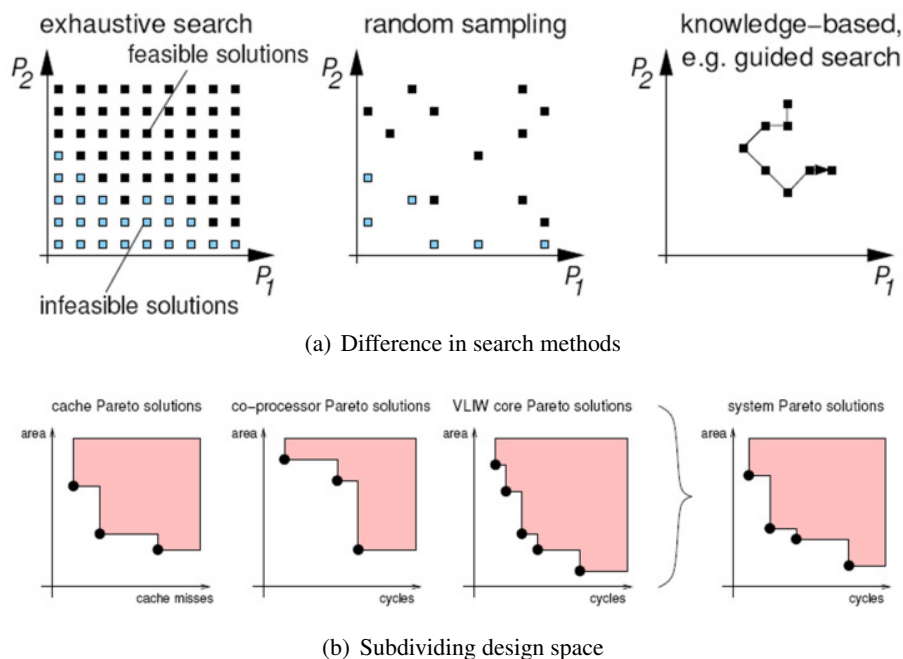 exhaustive search
feasible solutions
P2
P1
infeasible solutions
random sampling
P2
P1
knowledge-based,
e.g. guided search
P2
P1
(a) Difference in search methods
cache Pareto solutions
area
cache misses
co-processor Pareto solutions
area
cycles
VLIW core Pareto solutions
area
cycles
system Pareto solutions
area
cycles
(b) Subdividing design space